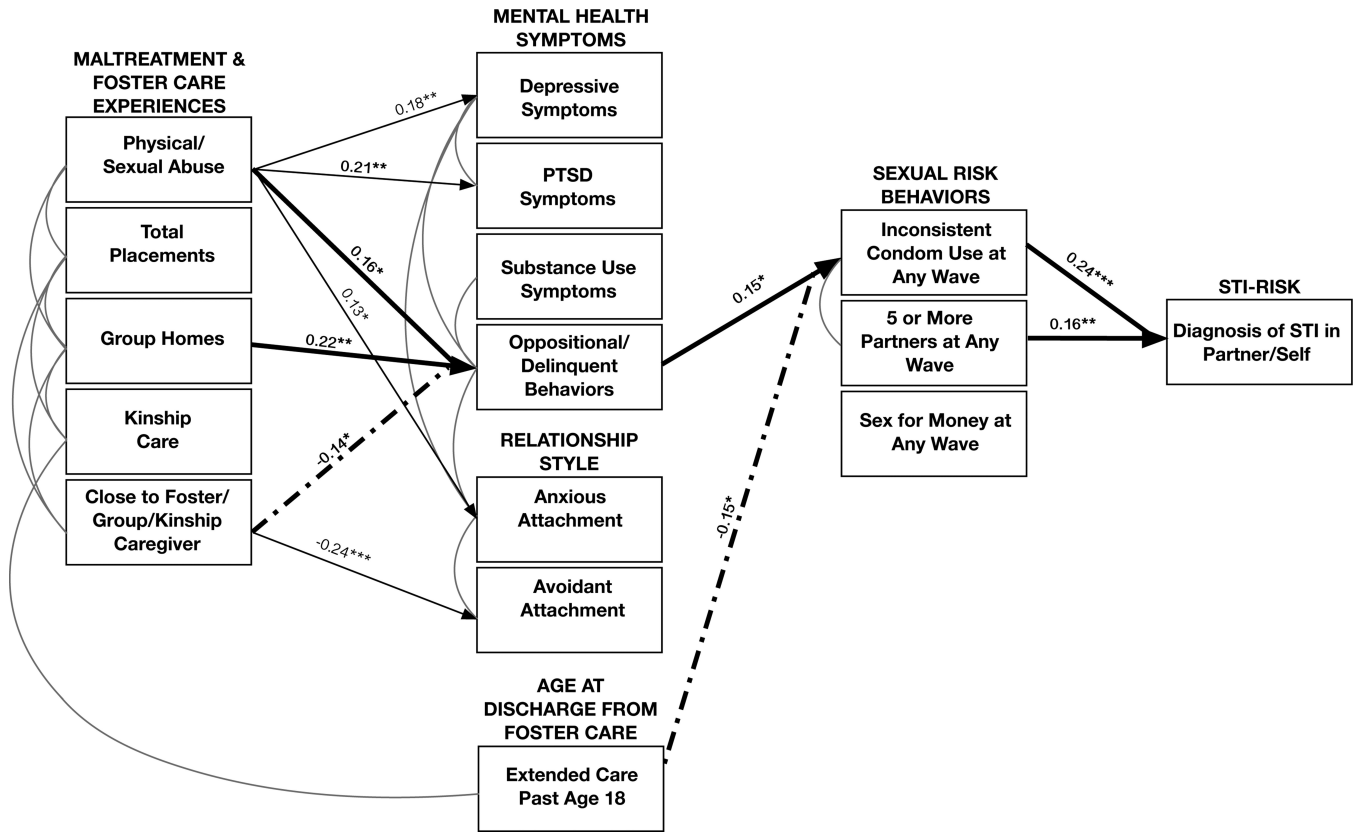 MALTREATMENT &
FOSTER CARE
EXPERIENCES
Physical/
Sexual Abuse
Total
Placements
Group Homes
Kinship
Care
Close to Foster/
Group/Kinship
Caregiver
0.18**
0.21**
0.16*
0.13*
0.22**
-0.14*
-0.24***
MENTAL HEALTH
SYMPTOMS
Depressive
Symptoms
PTSD
Symptoms
Substance Use
Symptoms
Oppositional/
Delinquent
Behaviors
RELATIONSHIP
STYLE
Anxious
Attachment
Avoidant
Attachment
AGE AT
DISCHARGE FROM
FOSTER CARE
Extended Care
Past Age 18
0.15*
-0.15*
SEXUAL RISK
BEHAVIORS
Inconsistent
Condom Use at
Any Wave
5 or More
Partners at Any
Wave
Sex for Money at
Any Wave
0.24***
0.16**
STI-RISK
Diagnosis of STI in
Partner/Self